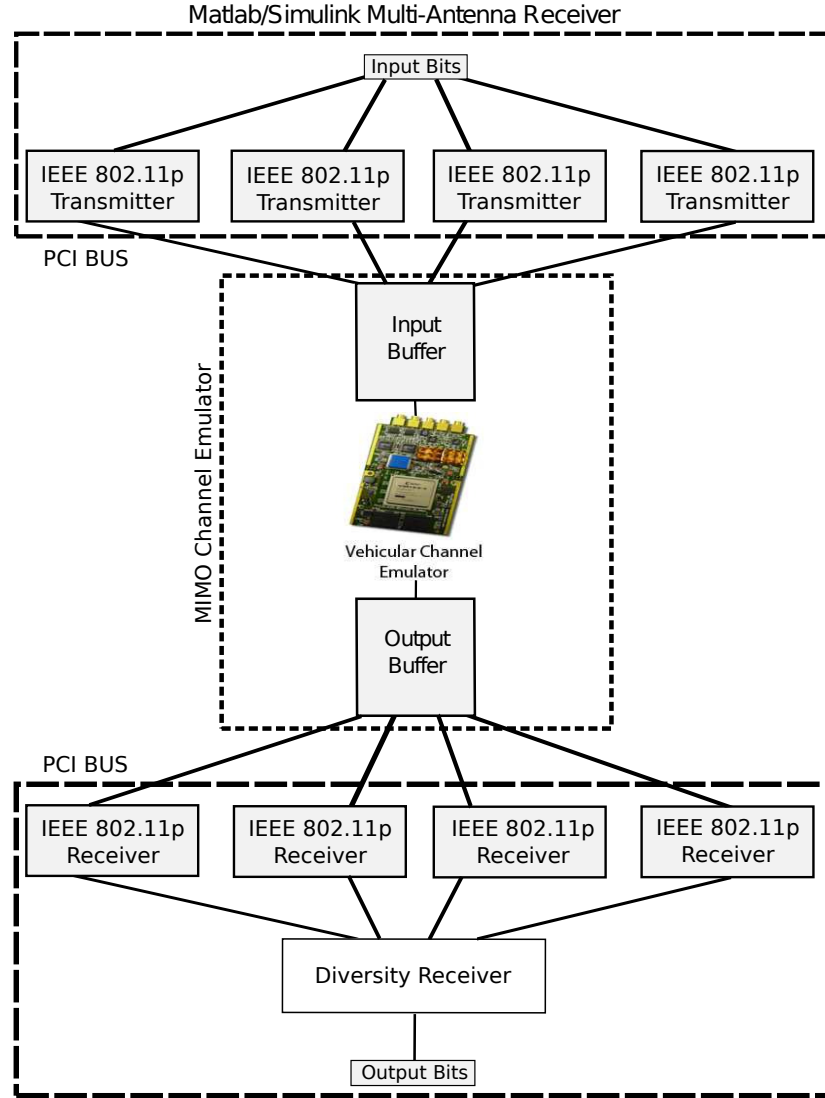 Matlab/Simulink Multi-Antenna Receiver
Input Bits
IEEE 802.11p
Transmitter
IEEE 802.11p
Transmitter
IEEE 802.11p
Transmitter
IEEE 802.11p
Transmitter
PCI BUS
MIMO Channel Emulator
Input
Buffer
Vehicular Channel
Emulator
Output
Buffer
PCI BUS
IEEE 802.11p
Receiver
IEEE 802.11p
Receiver
IEEE 802.11p
Receiver
IEEE 802.11p
Receiver
Diversity Receiver
Output Bits